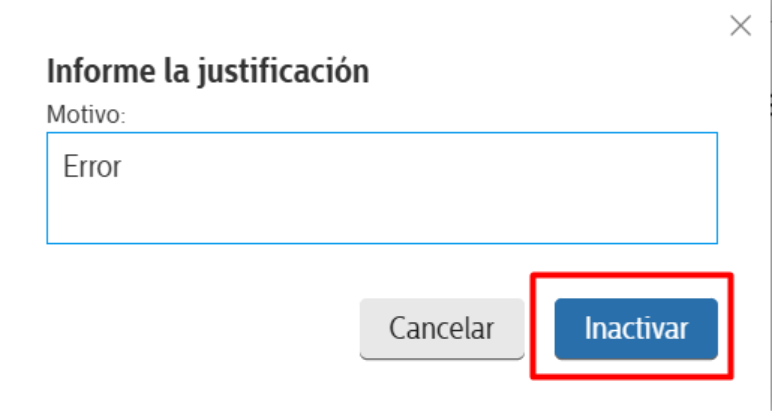 Informe la justificación
Motivo:
Error
Cancelar Inactivar